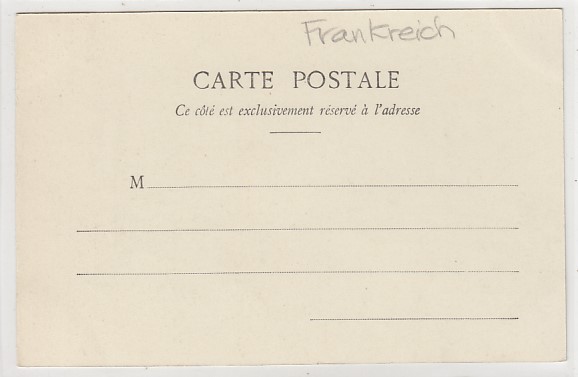 Frankreich
CARTE POSTALE
Ce côté est exclusivement réservé à l'adresse
M